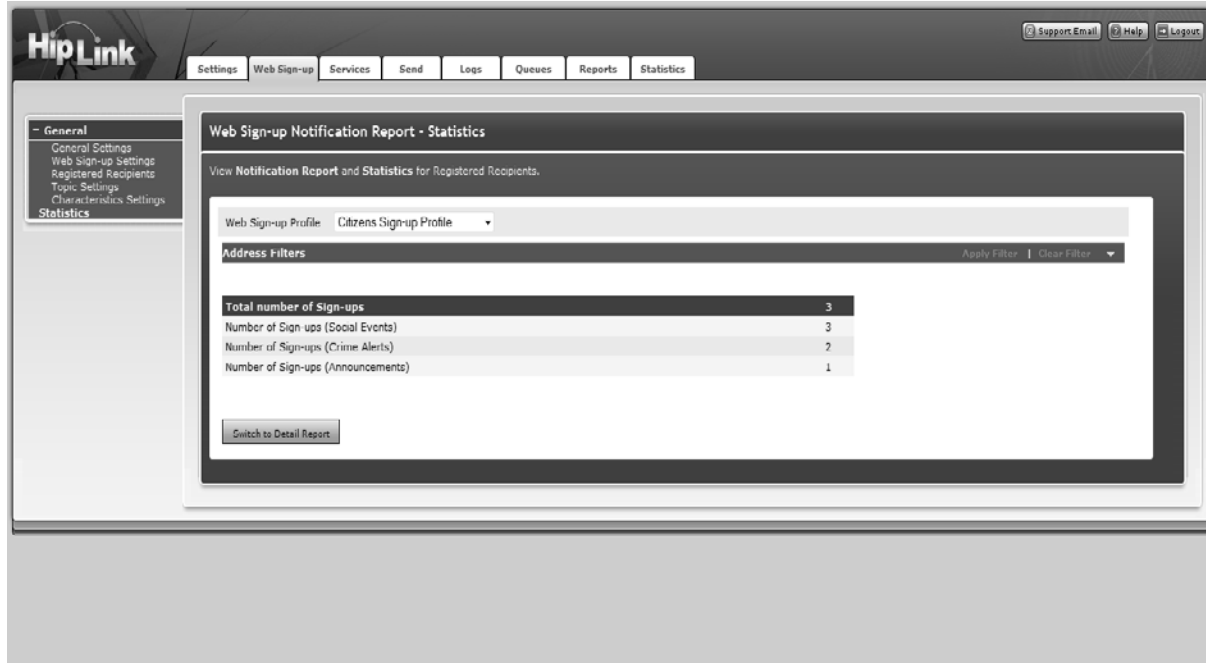 HipLink
Support Email Help Logout
Settings Web Sign-up Services Send Logs Queues Reports Statistics
– General
General Settings
Web Sign-up Settings
Registered Recipients
Topic Settings
Characteristics Settings
Statistics
Web Sign-up Notification Report - Statistics
View Notification Report and Statistics for Registered Recipients.
Web Sign-up Profile Citizens Sign-up Profile
Address Filters Apply Filter | Clear Filter
Total number of Sign-ups 3
Number of Sign-ups (Social Events) 3
Number of Sign-ups (Crime Alerts) 2
Number of Sign-ups (Announcements) 1
Switch to Detail Report